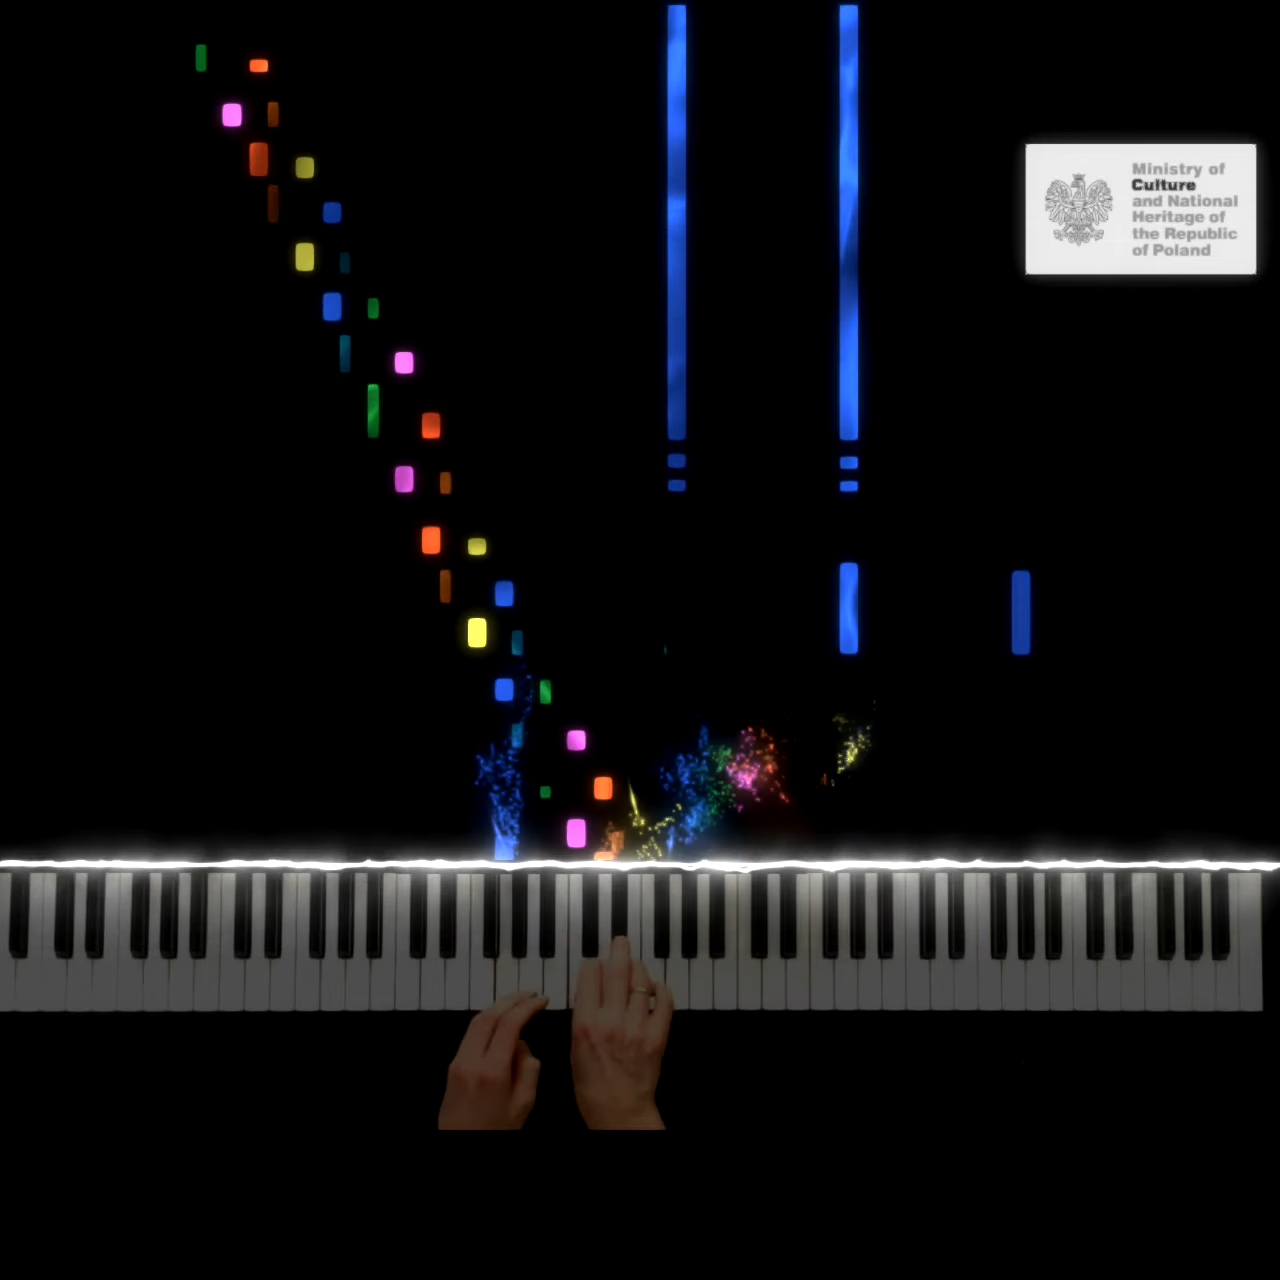 Ministry of
Culture
and National
Heritage of
the Republic
of Poland